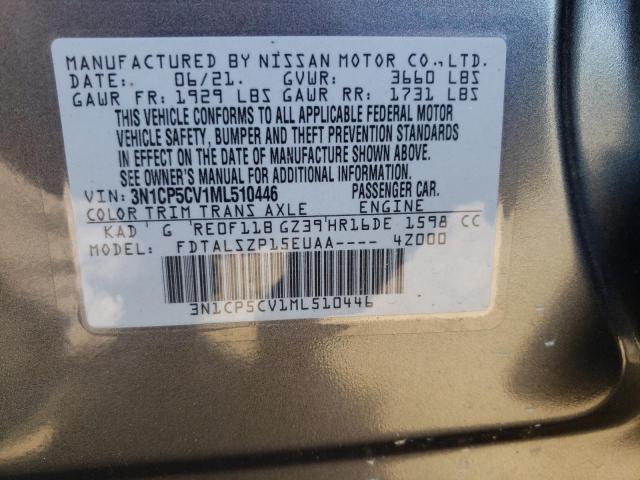 MANUFACTURED BY NISSAN MOTOR CO.,LTD.
DATE: 06/21. GVWR: 3660 LBS
GAWR FR: 1929 LBS GAWR RR: 1731 LBS
THIS VEHICLE CONFORMS TO ALL APPLICABLE FEDERAL MOTOR
VEHICLE SAFETY, BUMPER AND THEFT PREVENTION STANDARDS
IN EFFECT ON THE DATE OF MANUFACTURE SHOWN ABOVE.
SEE OWNER'S MANUAL FOR ADDITIONAL INFORMATION.
VIN: 3N1CP5CV1ML510446 PASSENGER CAR.
COLOR TRIM TRANS AXLE ENGINE
KAD G RE0F11B GZ39 HR16DE 1598 CC
MODEL: FDTALSZP15EUAA---- 4Z000
3N1CP5CV1ML510446